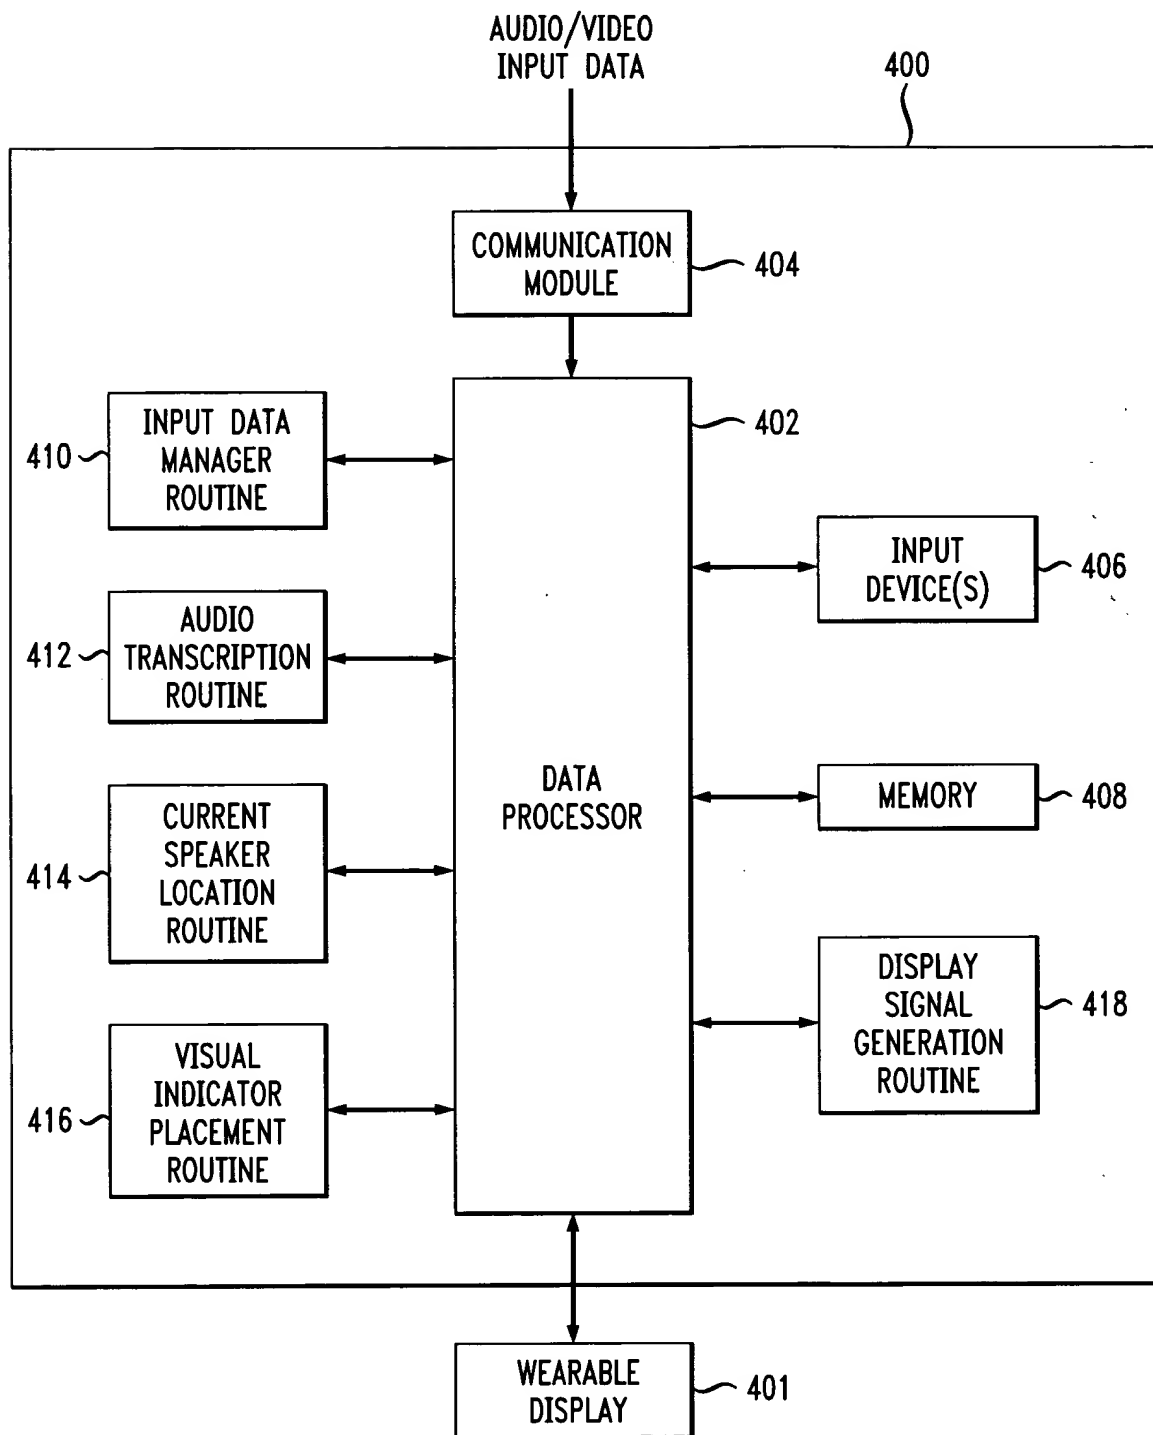 AUDIO/VIDEO
INPUT DATA
400
COMMUNICATION
MODULE
404
402
INPUT DATA
MANAGER
ROUTINE
410
INPUT
DEVICE(S)
406
AUDIO
TRANSCRIPTION
ROUTINE
412
DATA
PROCESSOR
MEMORY
408
CURRENT
SPEAKER
LOCATION
ROUTINE
414
DISPLAY
SIGNAL
GENERATION
ROUTINE
418
VISUAL
INDICATOR
PLACEMENT
ROUTINE
416
WEARABLE
DISPLAY
401